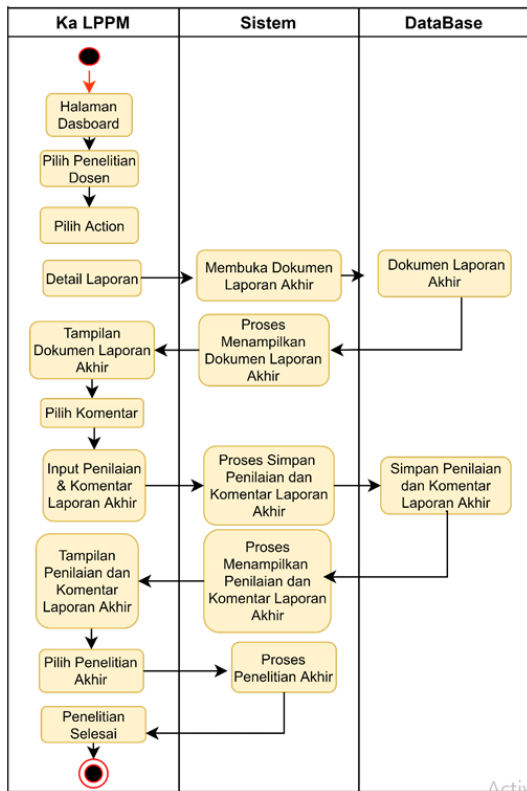 Ka LPPM
Sistem
DataBase
Halaman
Dasboard
Pilih Penelitian
Dosen
Pilih Action
Detail Laporan
Membuka Dokumen
Laporan Akhir
Dokumen Laporan
Akhir
Tampilan
Dokumen Laporan
Akhir
Proses
Menampilkan
Dokumen Laporan
Akhir
Pilih Komentar
Input Penilaian
& Komentar
Laporan Akhir
Proses Simpan
Penilaian dan
Komentar Laporan
Akhir
Simpan Penilaian
dan Komentar
Laporan Akhir
Tampilan
Penilaian dan
Komentar
Laporan Akhir
Proses
Menampilkan
Penilaian dan
Komentar Laporan
Akhir
Pilih Penelitian
Akhir
Proses
Penelitian Akhir
Penelitian
Selesai
Activ